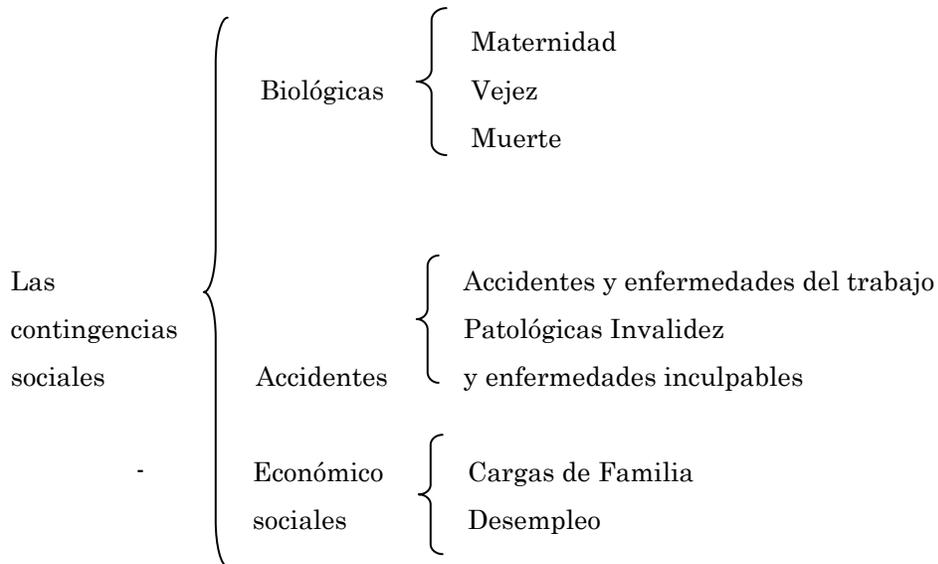 Maternidad
Biológicas
Vejez
Muerte
Las
contingencias
sociales
Accidentes y enfermedades del trabajo
Patológicas Invalidez
Accidentes
y enfermedades inculpables
-
Económico
sociales
Cargas de Familia
Desempleo